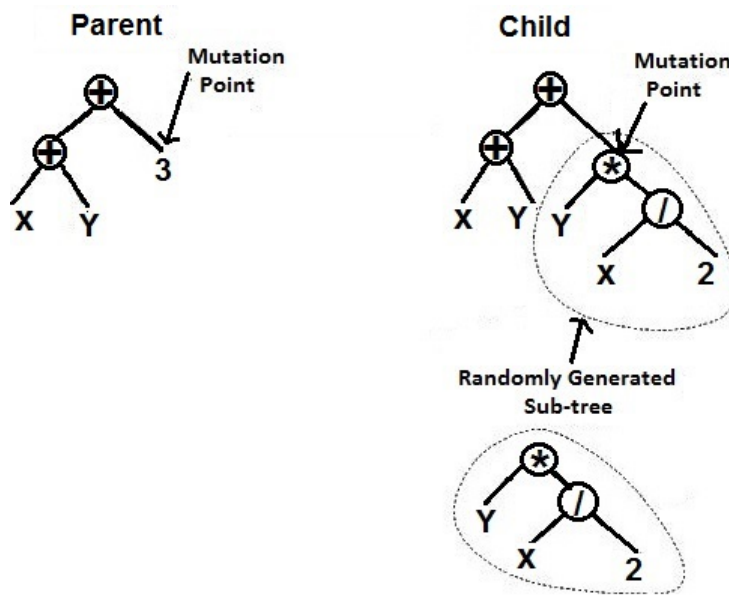 Parent
Mutation
Point
+
+
3
X
Y
Child
Mutation
Point
+
+
*
X
Y
Y
/
X
2
Randomly Generated
Sub-tree
*
Y
/
X
2